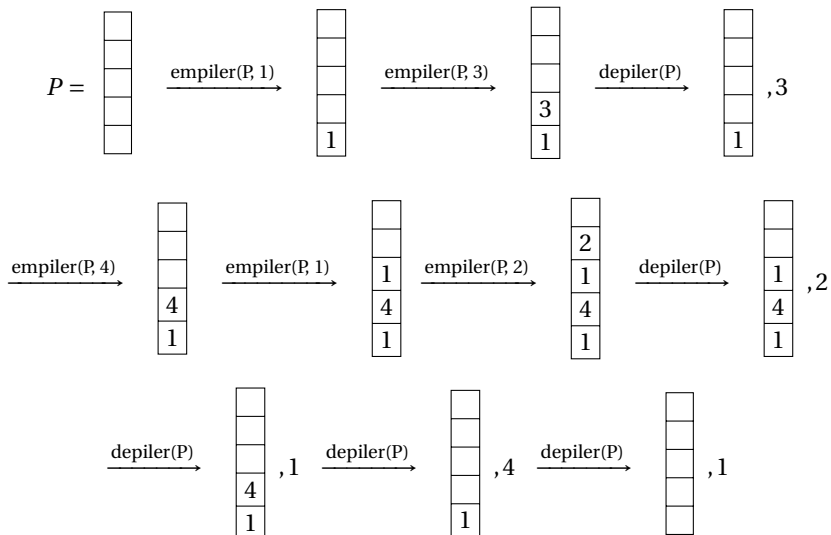 P = empiler(P, 1) 1 empiler(P, 3) 3 1 depiler(P) 1 , 3
empiler(P, 4) 4 1 empiler(P, 1) 1 4 1 empiler(P, 2) 2 1 4 1 depiler(P) 1 4 1 , 2
depiler(P) 4 1 , 1 depiler(P) 1 , 4 depiler(P) , 1